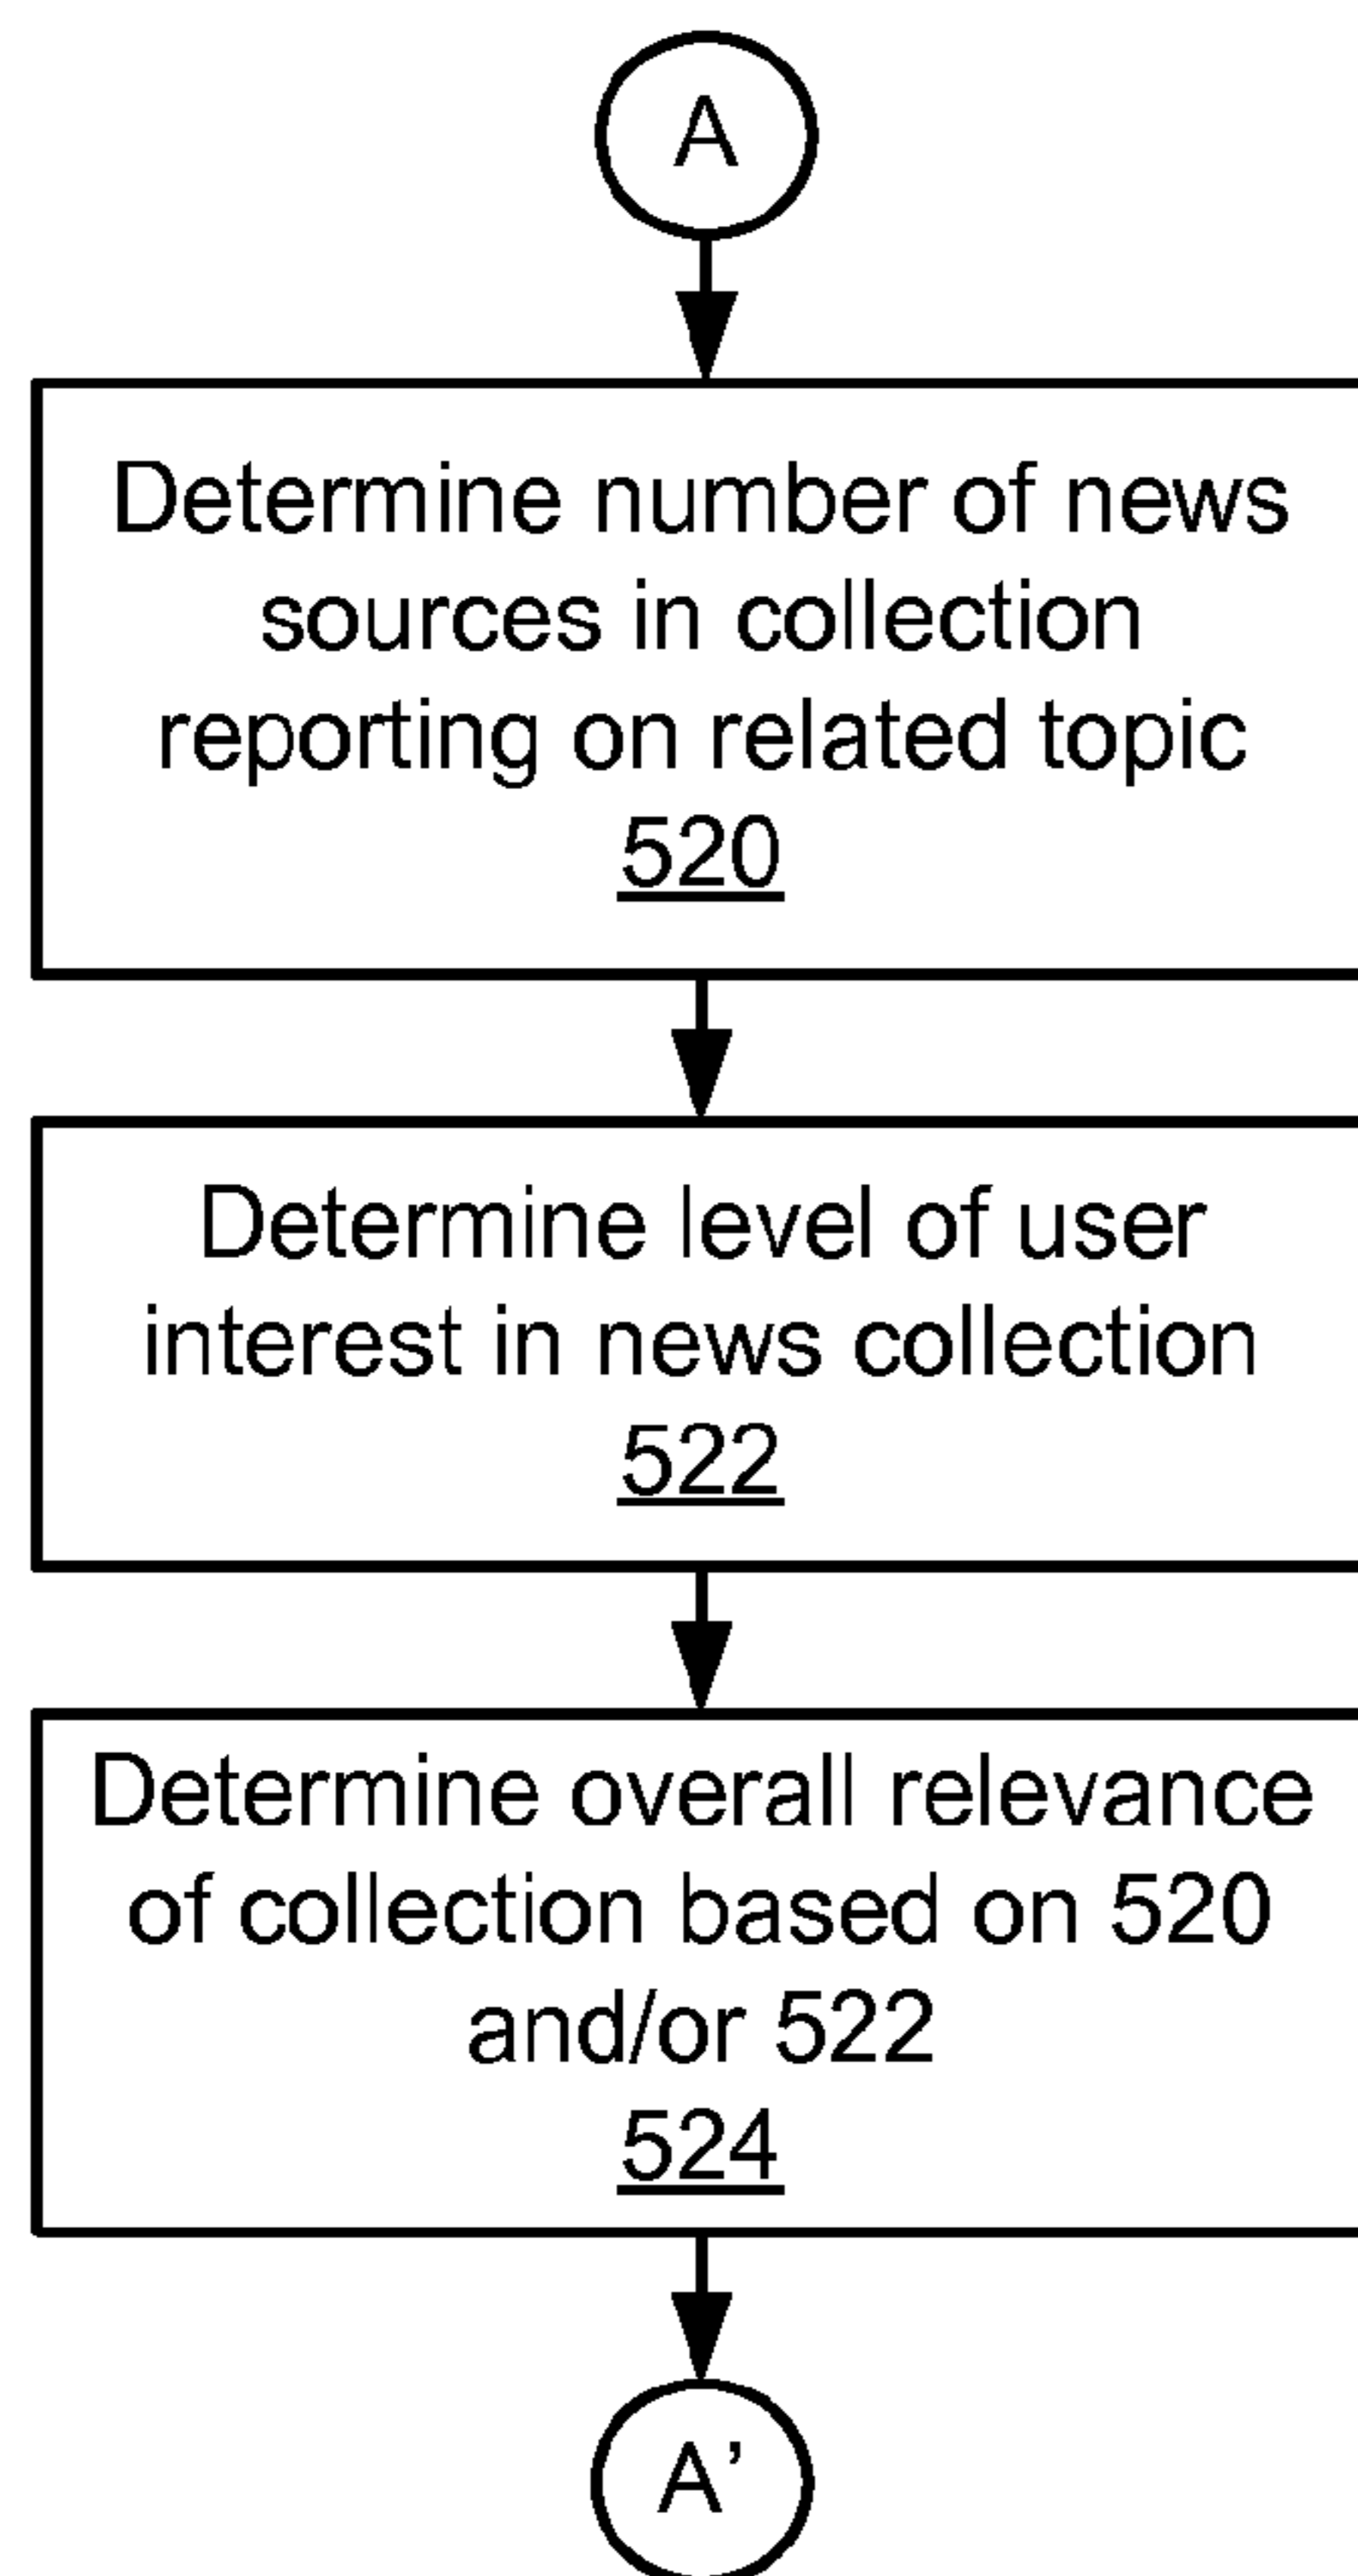 A
Determine number of news
sources in collection
reporting on related topic
520
Determine level of user
interest in news collection
522
Determine overall relevance
of collection based on 520
and/or 522
524
A’